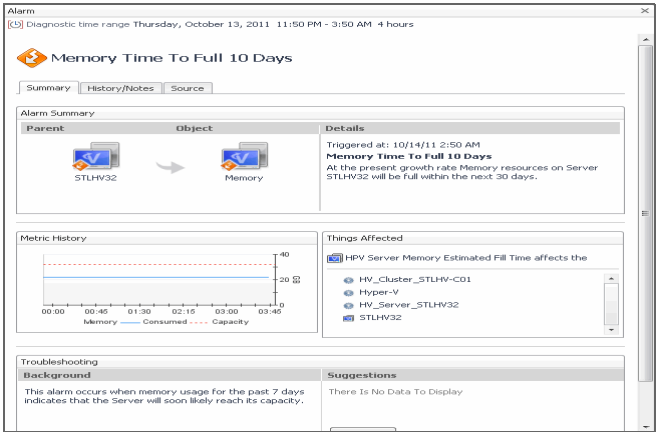 Alarm
Diagnostic time range Thursday, October 13, 2011 11:50 PM - 3:50 AM 4 hours
Memory Time To Full 10 Days
Summary History/Notes Source
Alarm Summary
Parent Object Details
STLHV32
Memory
Triggered at: 10/14/11 2:50 AM
Memory Time To Full 10 Days
At the present growth rate Memory resources on Server
STLHV32 will be full within the next 30 days.
Metric History
40
20
0
GB
00:00 00:45 01:30 02:15 03:00 03:45
Memory Consumed Capacity
Things Affected
HPV Server Memory Estimated Fill Time affects the
HV_Cluster_STLHV-C01
Hyper-V
HV_Server_STLHV32
STLHV32
Troubleshooting
Background Suggestions
This alarm occurs when memory usage for the past 7 days
indicates that the Server will soon likely reach its capacity.
There Is No Data To Display